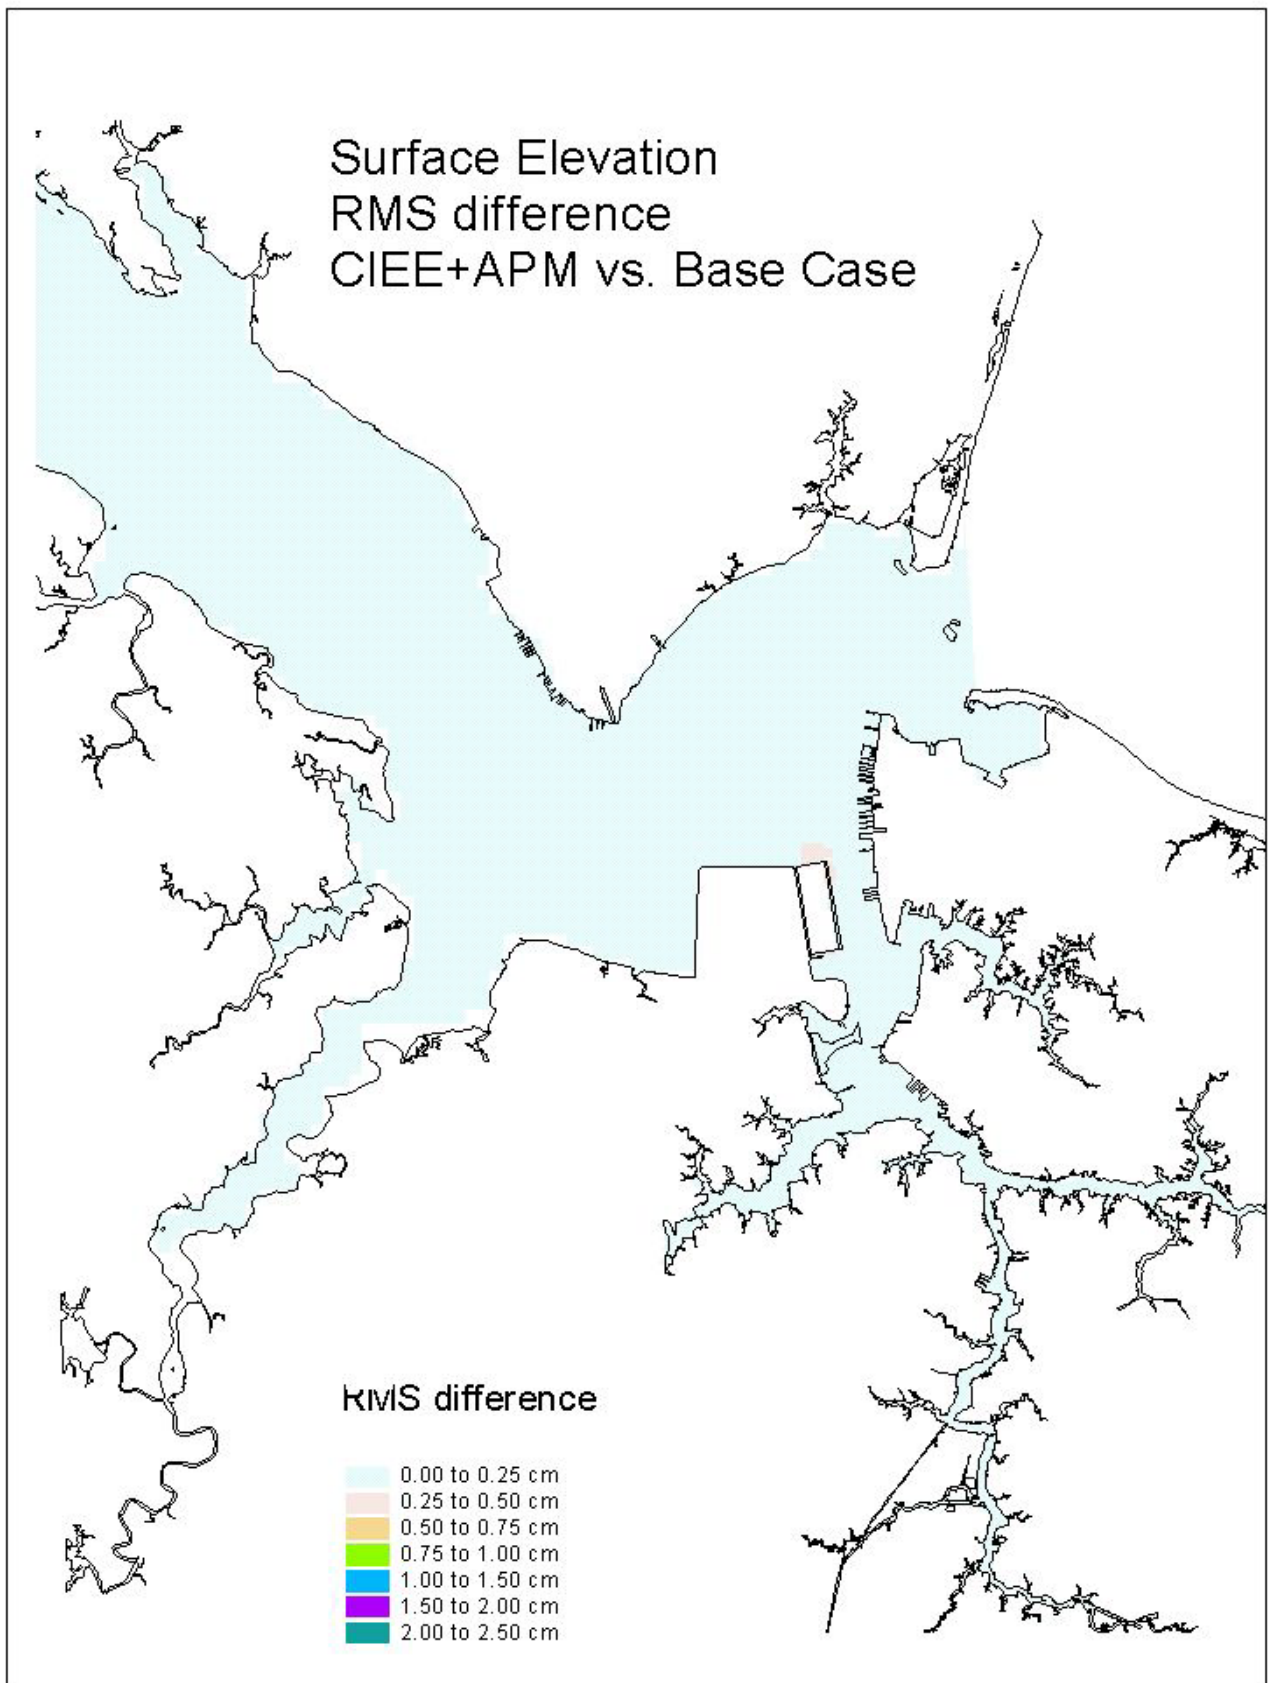 Surface Elevation
RMS difference
CIEE+APM vs. Base Case
RMS difference
0.00 to 0.25 cm
0.25 to 0.50 cm
0.50 to 0.75 cm
0.75 to 1.00 cm
1.00 to 1.50 cm
1.50 to 2.00 cm
2.00 to 2.50 cm